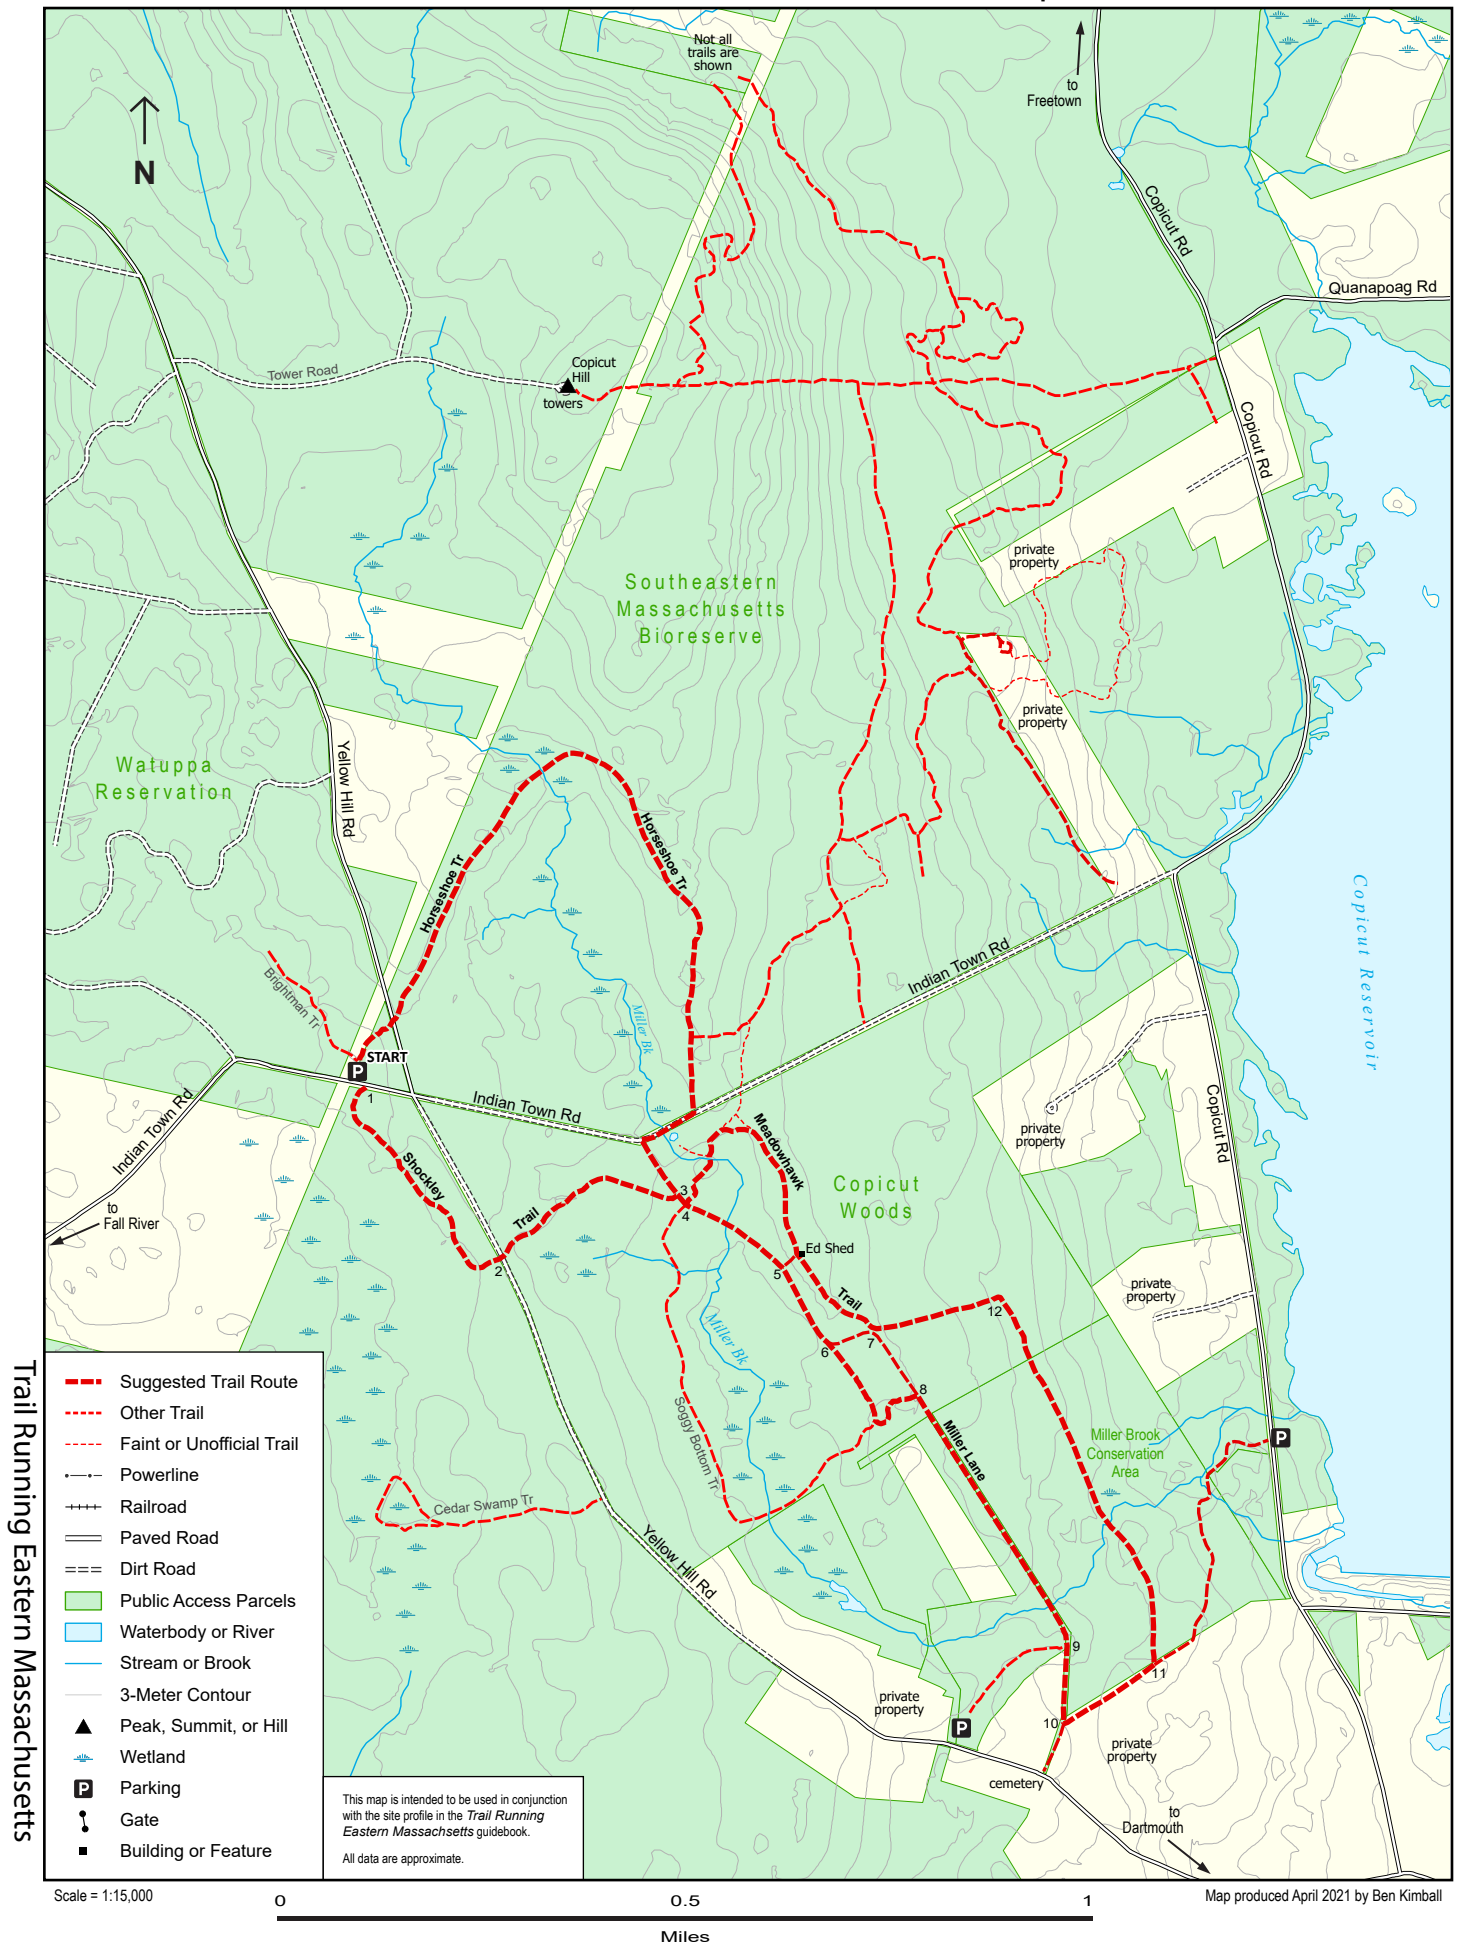 Not all
trails are
shown
to
Freetown
N
Copicut Rd
Quanapoag Rd
Tower Road
Copicut
Hill
towers
Copicut Rd
private
property
Southeastern
Massachusetts
Bioreserve
private
property
Watuppa
Reservation
Yellow Hill Rd
Horseshoe Tr
Horseshoe Tr
Copicut Reservoir
Indian Town Rd
Brightman Tr
Miller Bk
START
P
1
Indian Town Rd
Indian Town Rd
Meadowhawk
private
property
Copicut Rd
Shockley
Copicut
Woods
3
to
Fall River
Trail
4
Ed Shed
2
5
private
property
Trail
12
Miller Bk
7
6
8
Soggy Bottom Tr
Miller Lane
Miller Brook
Conservation
Area
P
Cedar Swamp Tr
Yellow Hill Rd
9
11
private
property
P
10
private
property
cemetery
to
Dartmouth
Suggested Trail Route
Other Trail
Faint or Unofficial Trail
Powerline
Railroad
Paved Road
Dirt Road
Public Access Parcels
Waterbody or River
Stream or Brook
3-Meter Contour
Peak, Summit, or Hill
Wetland
P Parking
Gate
Building or Feature
This map is intended to be used in conjunction
with the site profile in the Trail Running
Eastern Massachsetts guidebook.
All data are approximate.
Trail Running Eastern Massachusetts
Scale = 1:15,000
0 0.5 1
Miles
Map produced April 2021 by Ben Kimball